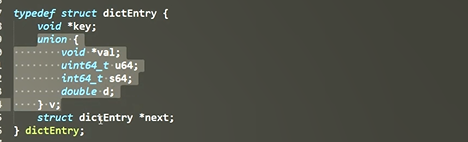 typedef struct dictEntry {
void *key;
union {
void *val;
uint64_t u64;
int64_t s64;
double d;
} v;
struct dictEntry *next;
} dictEntry;